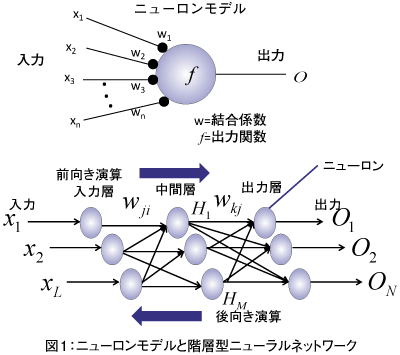 ニューロンモデル
x1
w1
入力
x2
w2
出力
x3
w3
f
O
xn
wn
w=結合係数
f=出力関数
ニューロン
前向き演算
入力
入力層
中間層
出力層
出力
x1
wji
H1
wkj
O1
x2
O2
xL
HM
ON
後向き演算
図1:ニューロンモデルと階層型ニューラルネットワーク